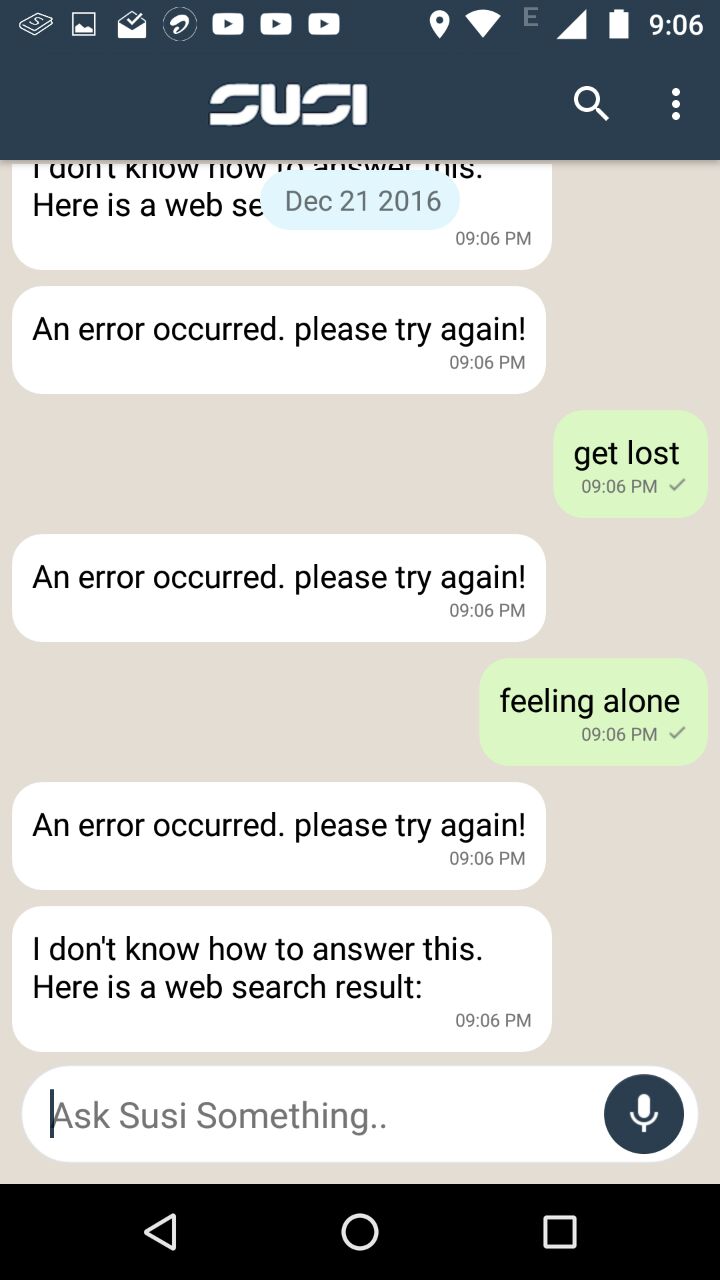 E 9:06
SUSI
I don't know how to answer this.
Here is a web se
Dec 21 2016
09:06 PM
An error occurred. please try again!
09:06 PM
get lost
09:06 PM
An error occurred. please try again!
09:06 PM
feeling alone
09:06 PM
An error occurred. please try again!
09:06 PM
I don't know how to answer this.
Here is a web search result:
09:06 PM
Ask Susi Something..